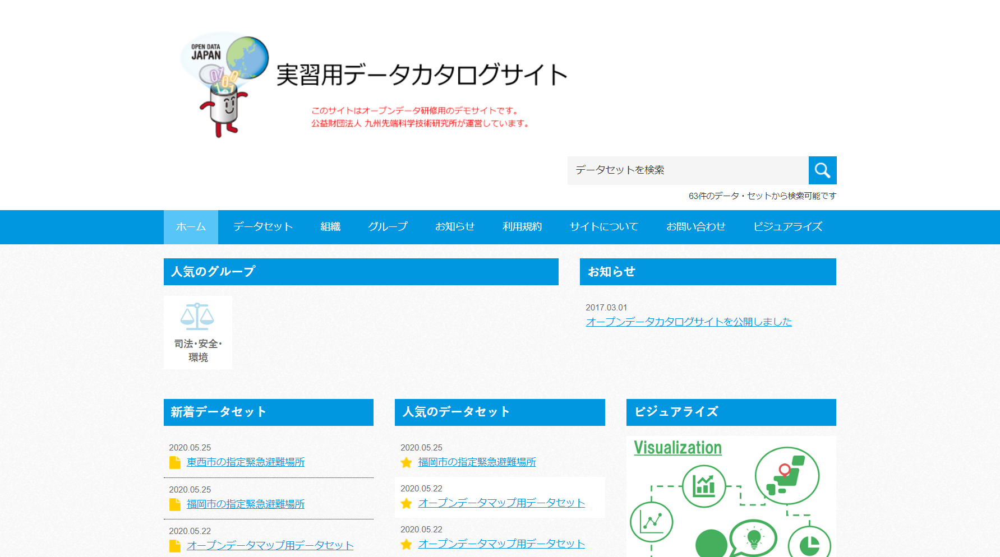 OPEN DATA
JAPAN
実習用データカタログサイト
このサイトはオープンデータ研修用のデモサイトです。
公益財団法人 九州先端科学技術研究所が運営しています。
データセットを検索
63件のデータ・セットから検索可能です
ホーム データセット 組織 グループ お知らせ 利用規約 サイトについて お問い合わせ ビジュアライズ
人気のグループ
司法･安全･
環境
お知らせ
2017.03.01
オープンデータカタログサイトを公開しました
新着データセット
2020.05.25
東西市の指定緊急避難場所
2020.05.25
福岡市の指定緊急避難場所
2020.05.22
オープンデータマップ用データセット
人気のデータセット
2020.05.25
福岡市の指定緊急避難場所
2020.05.22
オープンデータマップ用データセット
2020.05.22
オープンデータマップ用データセット
ビジュアライズ
Visualization